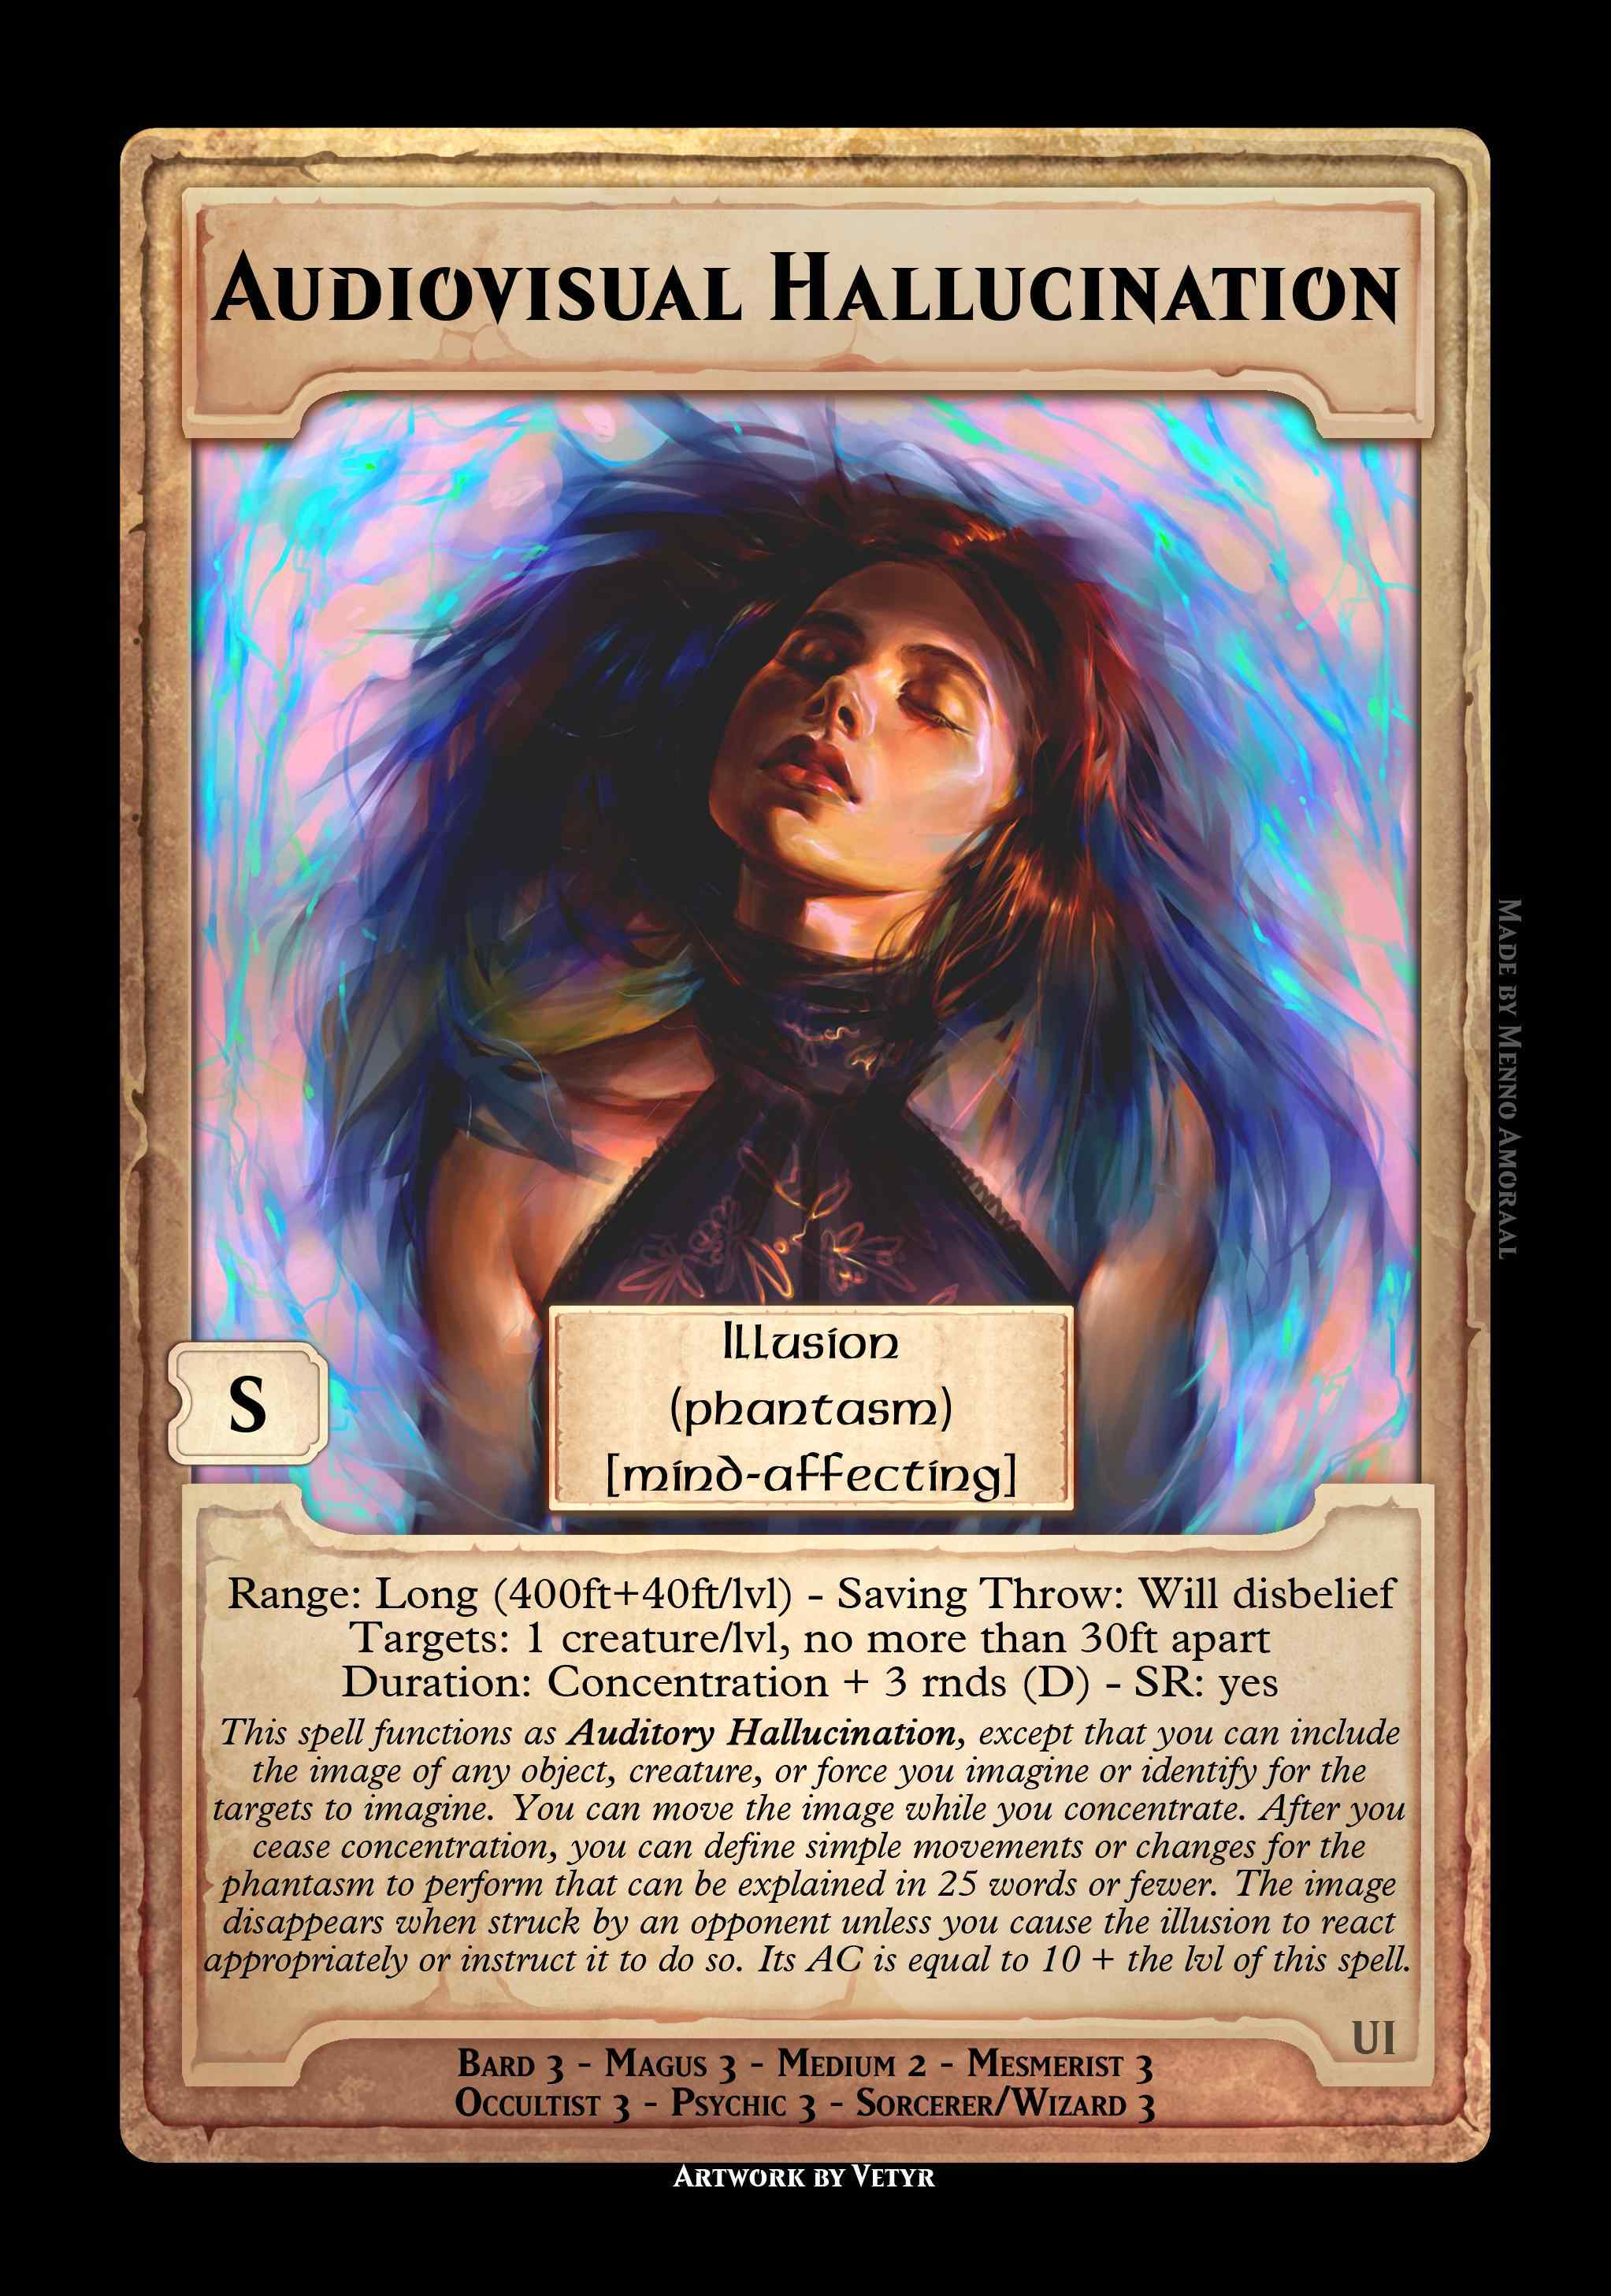 Audiovisual Hallucination
Made by Menno Amoraal
S
Illusion
(phantasm)
[mind-affecting]
Range: Long (400ft+40ft/lvl) - Saving Throw: Will disbelief
Targets: 1 creature/lvl, no more than 30ft apart
Duration: Concentration + 3 rnds (D) - SR: yes
This spell functions as Auditory Hallucination, except that you can include
the image of any object, creature, or force you imagine or identify for the
targets to imagine. You can move the image while you concentrate. After you
cease concentration, you can define simple movements or changes for the
phantasm to perform that can be explained in 25 words or fewer. The image
disappears when struck by an opponent unless you cause the illusion to react
appropriately or instruct it to do so. Its AC is equal to 10 + the lvl of this spell.
UI
Bard 3 - Magus 3 - Medium 2 - Mesmerist 3
Occultist 3 - Psychic 3 - Sorcerer/Wizard 3
Artwork by Vetyr